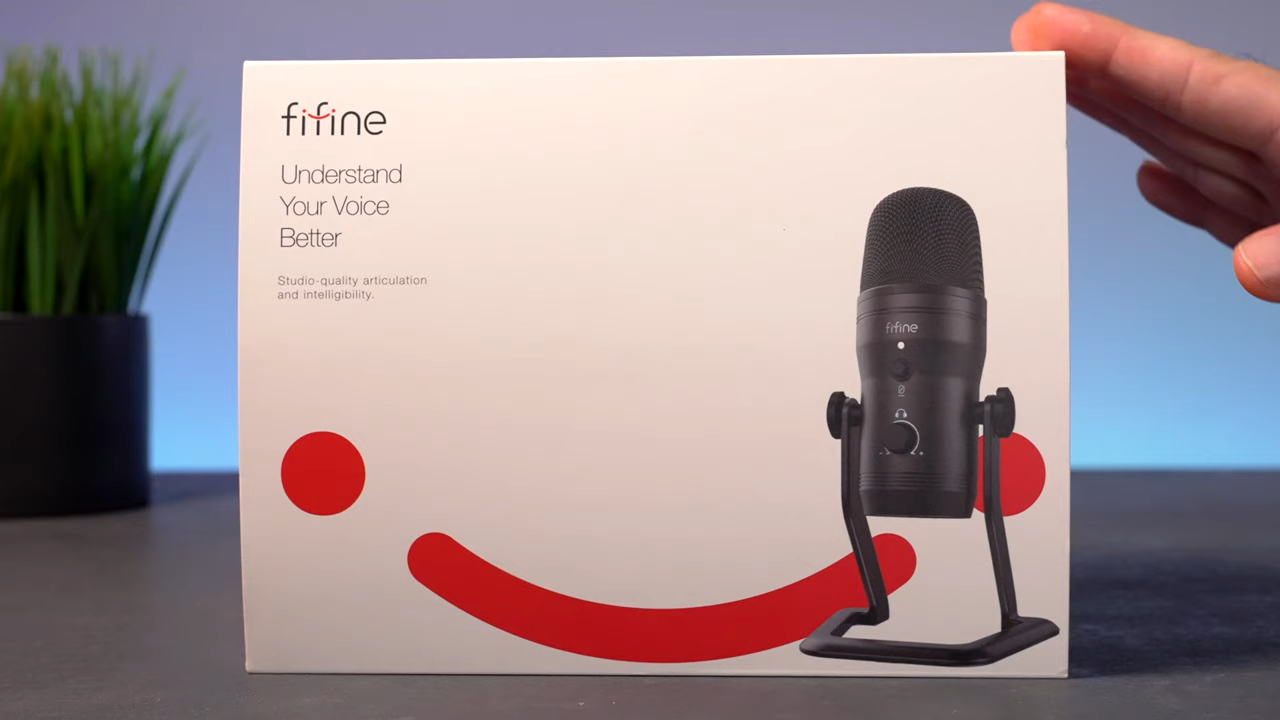 fifine
Understand
Your Voice
Better
Studio-quality articulation
and intelligibility.
fifine